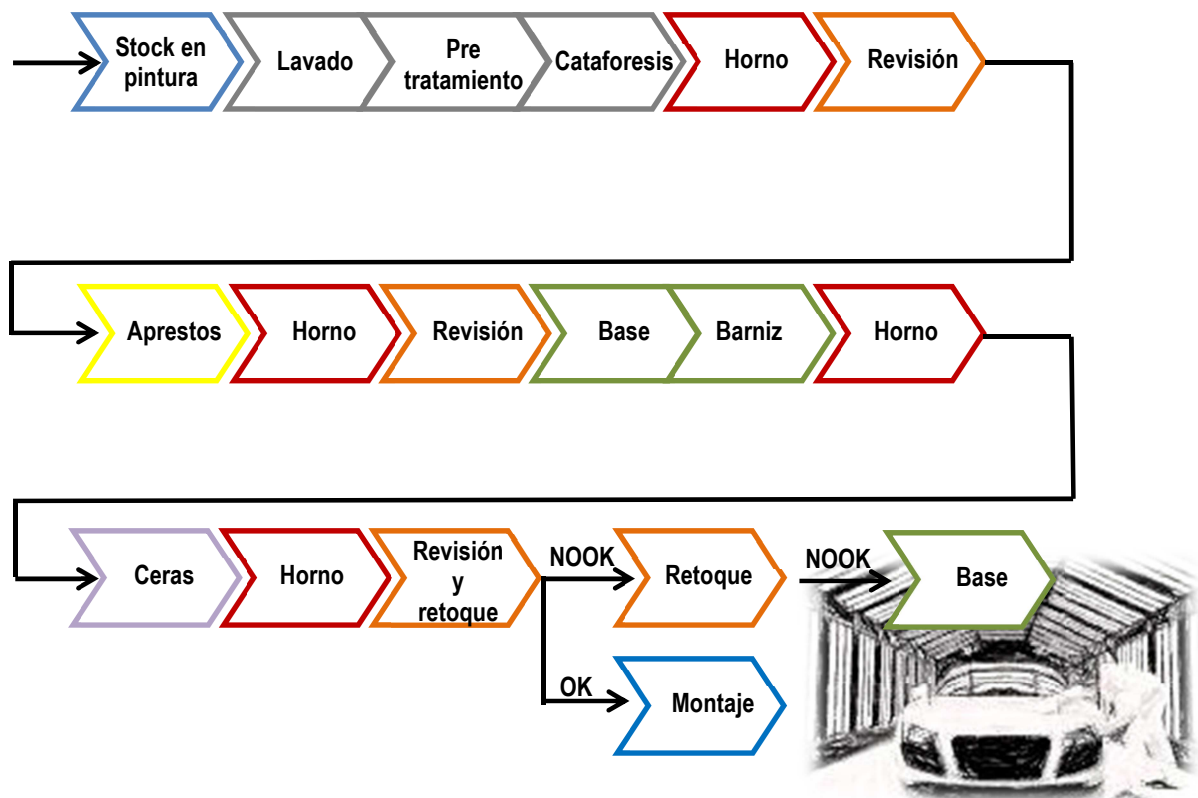 Stock en
pintura
Lavado
Pre
tratamiento
Cataforesis
Horno
Revisión
Aprestos
Horno
Revisión
Base
Barniz
Horno
Ceras
Horno
Revisión
y
retoque
NOOK
Retoque
NOOK
Base
OK
Montaje